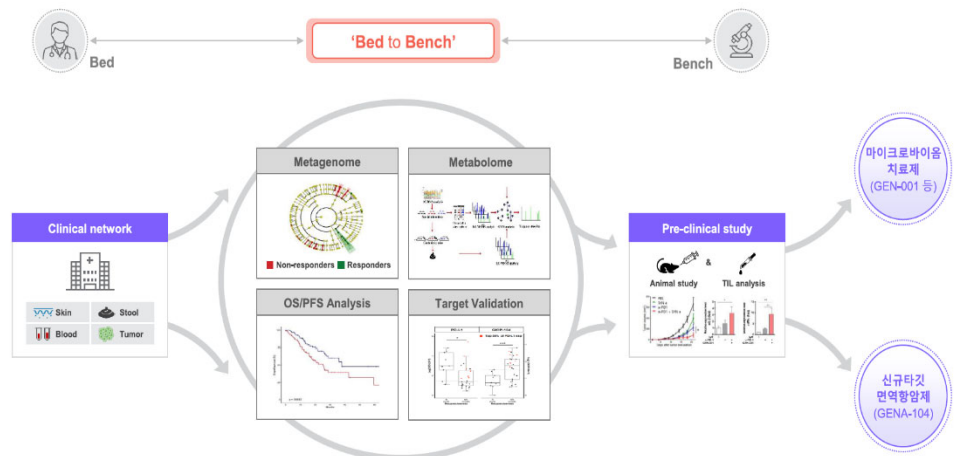 'Bed to Bench'
Bed
Bench
Clinical network
Skin
Stool
Blood
Tumor
Metagenome
Non-responders
Responders
Metabolome
OS/PFS Analysis
Target Validation
Pre-clinical study
&
Animal study
TIL analysis
마이크로바이옴
치료제
(GEN-001 등)
신규타깃
면역항암제
(GENA-104)